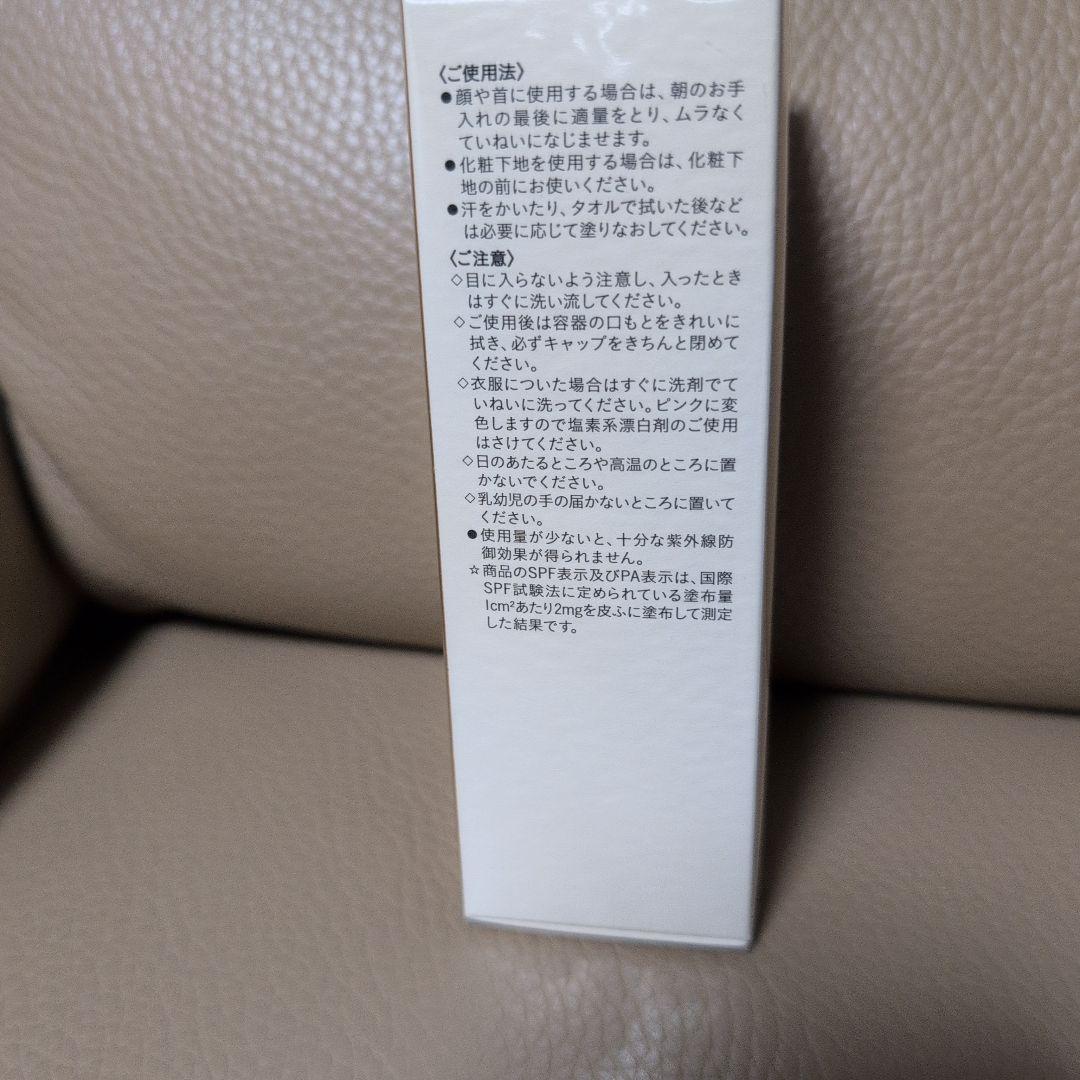 〈ご使用法〉
●顔や首に使用する場合は、朝のお手
入れの最後に適量をとり、ムラなく
ていねいになじませます。
●化粧下地を使用する場合は、化粧下
地の前にお使いください。
●汗をかいたり、タオルで拭いた後など
は必要に応じて塗りなおしてください。
〈ご注意〉
◇目に入らないよう注意し、入ったとき
はすぐに洗い流してください。
◇ご使用後は容器の口もとをきれいに
拭き、必ずキャップをきちんと閉めて
ください。
◇衣服についた場合はすぐに洗剤でて
いねいに洗ってください。ピンクに変
色しますので塩素系漂白剤のご使用
はさけてください。
◇日のあたるところや高温のところに置
かないでください。
◇乳幼児の手の届かないところに置いて
ください。
●使用量が少ないと、十分な紫外線防
御効果が得られません。
☆商品のSPF表示及びPA表示は、国際
SPF試験法に定められている塗布量
1cm²あたり2mgを皮ふに塗布して測定
した結果です。